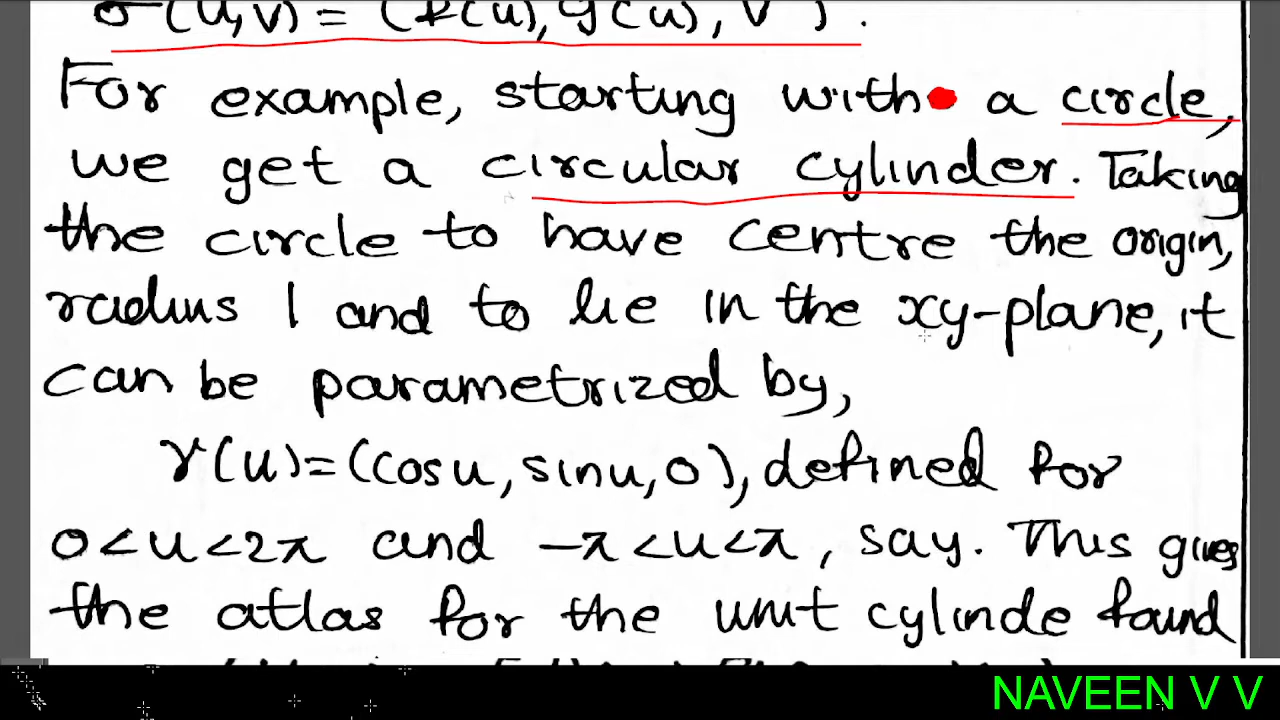 σ(u,v) = (f(u), g(u), v).
For example, starting with a circle,
we get a circular cylinder. Taking
the circle to have centre the origin,
radius 1 and to lie in the xy-plane, it
can be parametrized by,
γ(u)=(cosu, sinu, 0), defined for
0<u<2π and -π<u<π, say. This gives
the atlas for the unit cylinde found
NAVEEN V V